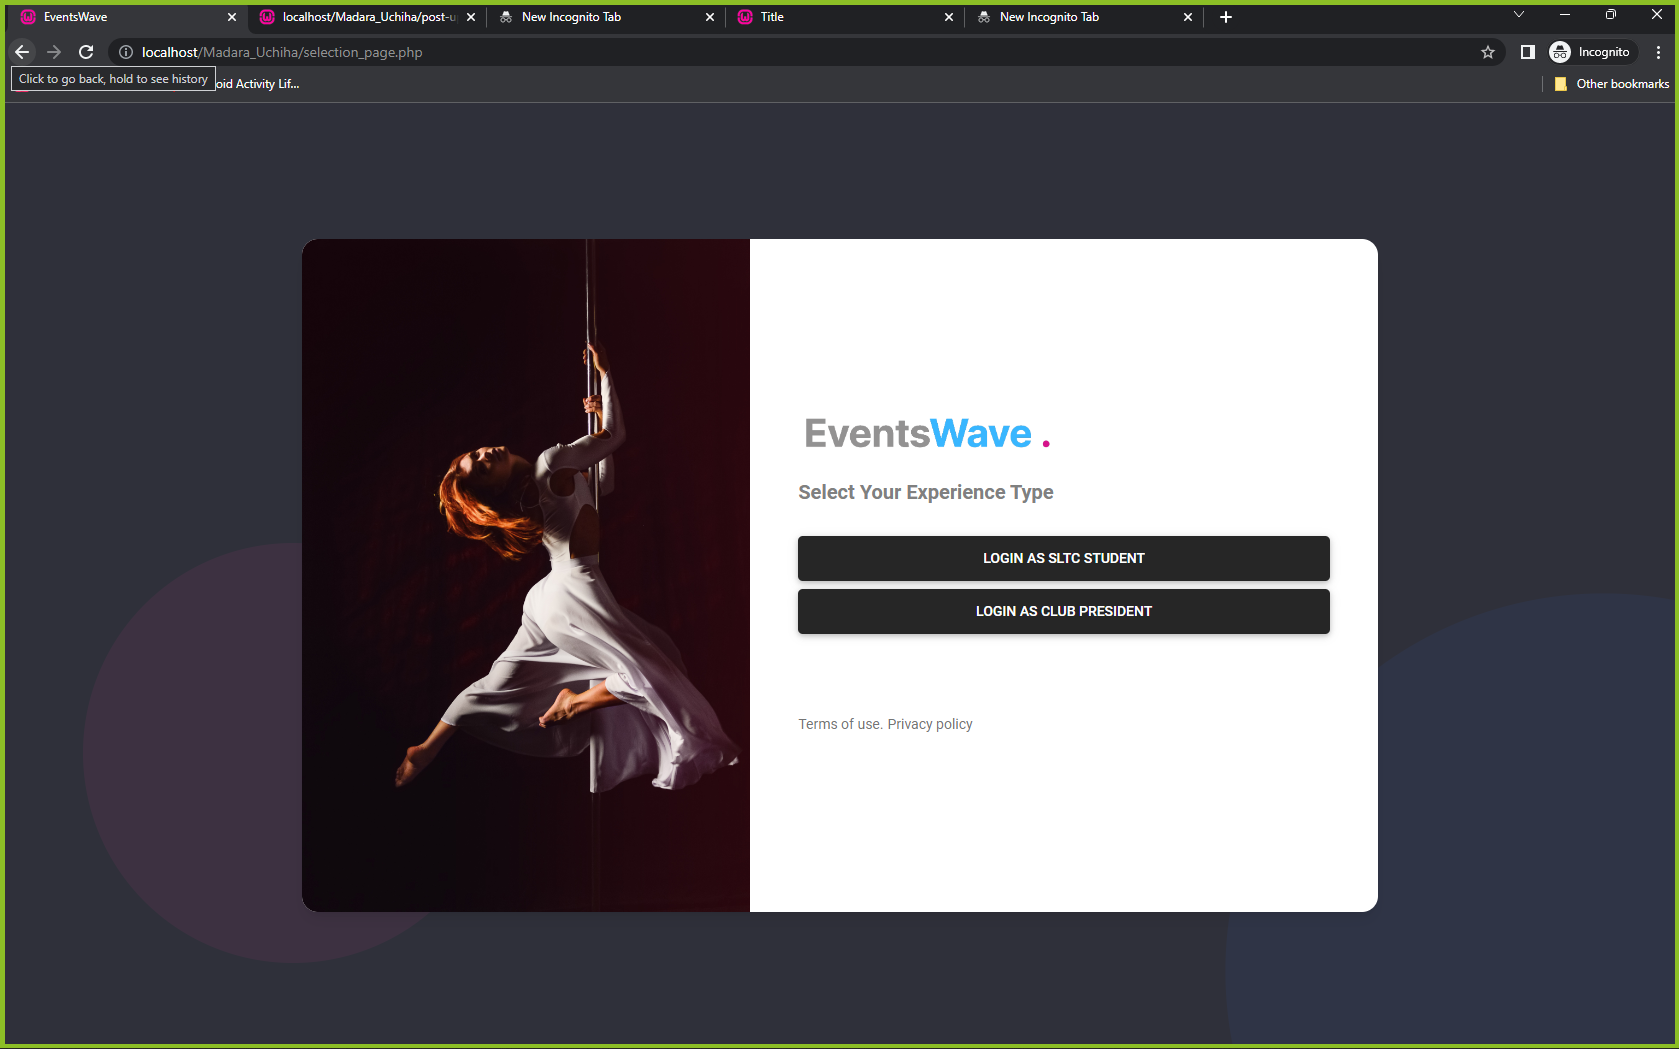 EventsWave
localhost/Madara_Uchiha/post-u
New Incognito Tab
Title
New Incognito Tab
localhost/Madara_Uchiha/selection_page.php
Incognito
Click to go back, hold to see history
oid Activity Lif...
Other bookmarks
EventsWave .
Select Your Experience Type
LOGIN AS SLTC STUDENT
LOGIN AS CLUB PRESIDENT
Terms of use. Privacy policy